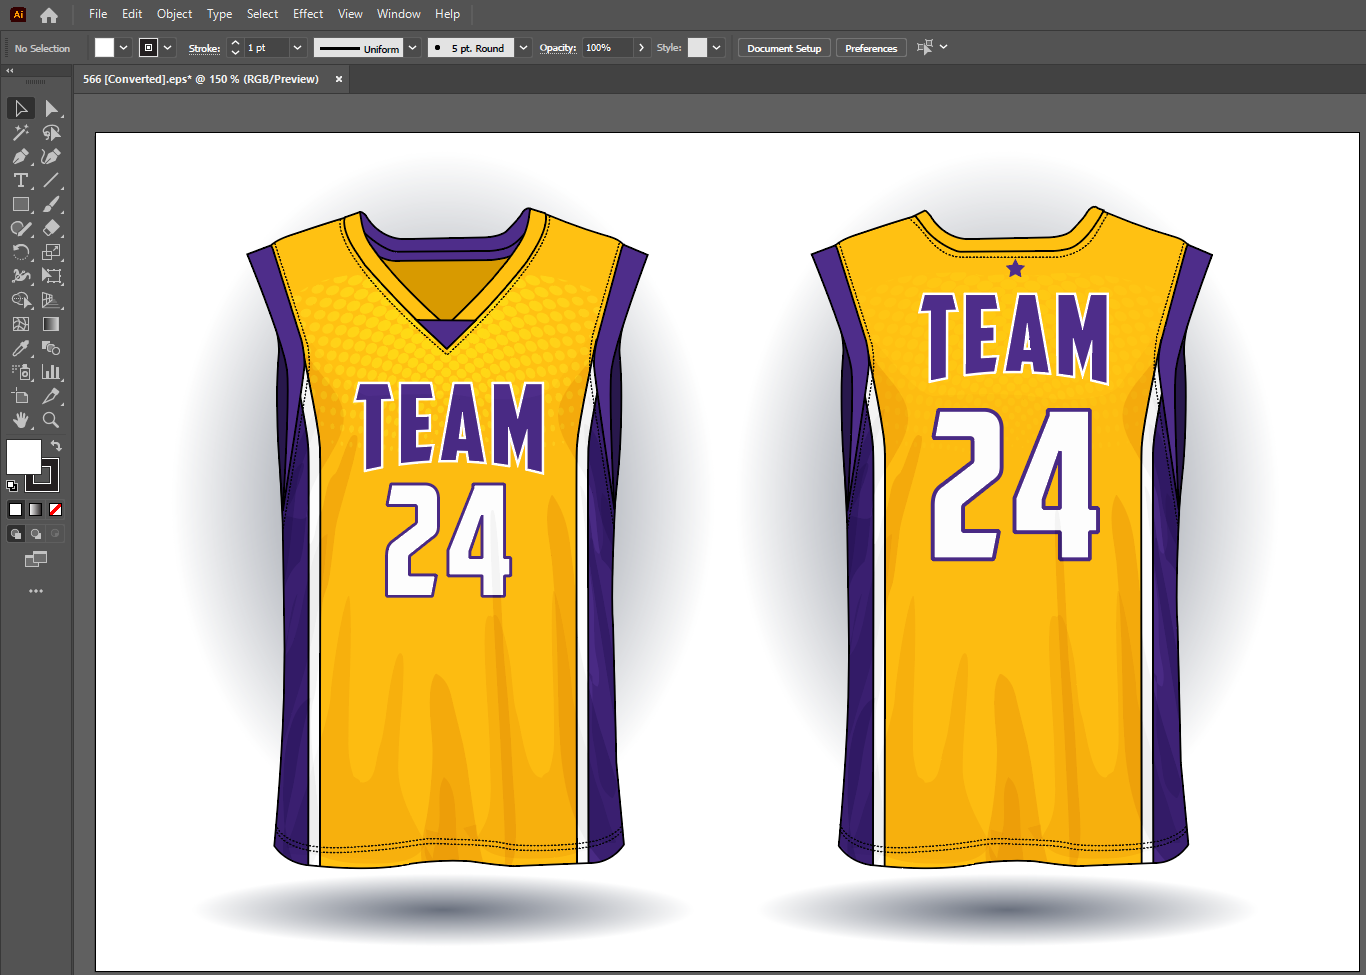 Ai File Edit Object Type Select Effect View Window Help
No Selection Stroke: 1 pt Uniform 5 pt. Round Opacity: 100% Style: Document Setup Preferences
566 [Converted].eps* @ 150 % (RGB/Preview) ×
TEAM
24
TEAM
24